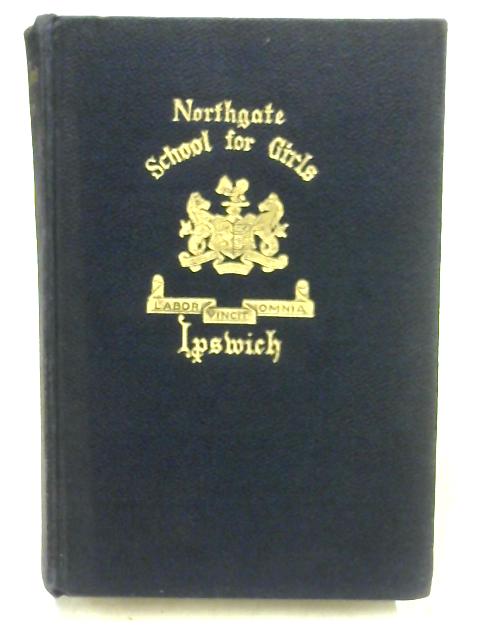 Northgate
School for Girls
LABOR VINCIT OMNIA
Ipswich